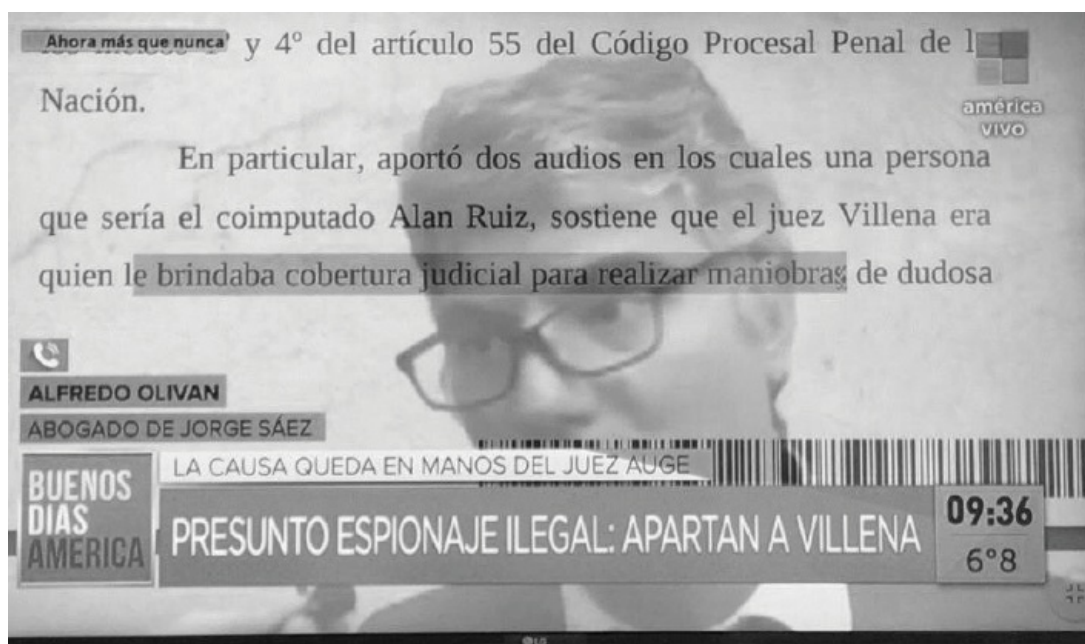 Ahora más que nunca
y 4º del artículo 55 del Código Procesal Penal de l
Nación.
américa
VIVO
En particular, aportó dos audios en los cuales una persona
que sería el coimputado Alan Ruiz, sostiene que el juez Villena era
quien le brindaba cobertura judicial para realizar maniobras de dudosa
ALFREDO OLIVAN
ABOGADO DE JORGE SÁEZ
LA CAUSA QUEDA EN MANOS DEL JUEZ AUGE
BUENOS
DIAS
AMERICA
PRESUNTO ESPIONAJE ILEGAL: APARTAN A VILLENA
09:36
6°8
LG